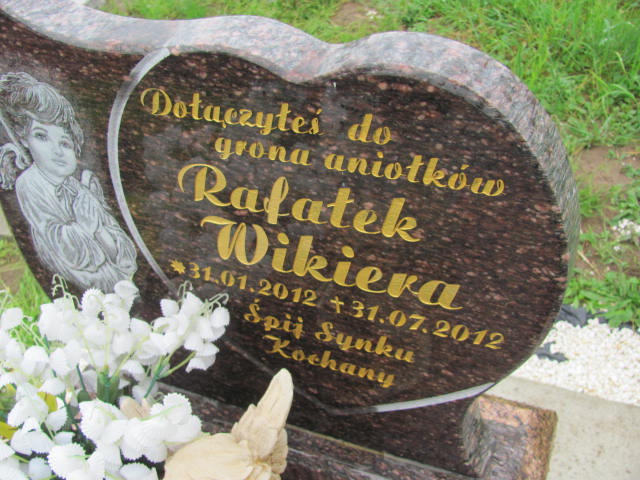 Dołączyłeś do
grona aniołków
Rafałek
Wikiera
*31.01.2012 +31.07.2012
Śpij Synku
Kochany